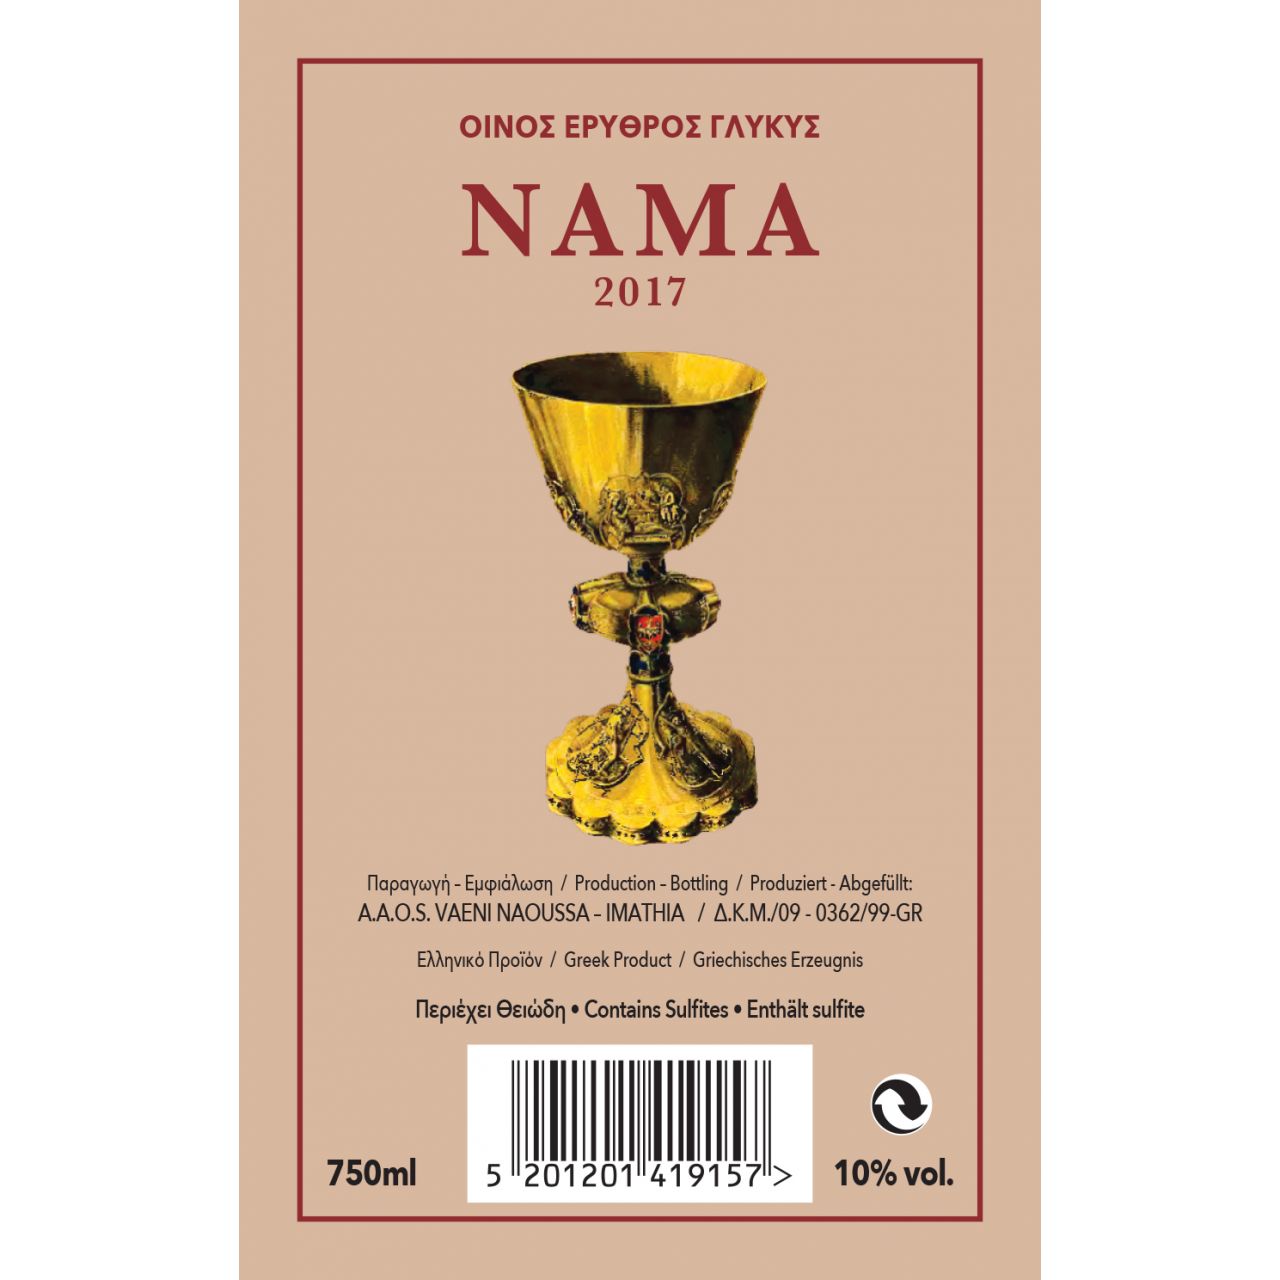 ΟΙΝΟΣ ΕΡΥΘΡΟΣ ΓΛΥΚΥΣ
ΝΑΜΑ
2017
Παραγωγή – Εμφιάλωση / Production – Bottling / Produziert - Abgefüllt:
A.A.O.S. VAENI NAOUSSA – IMATHIA / Δ.Κ.Μ./09 - 0362/99-GR
Ελληνικό Προϊόν / Greek Product / Griechisches Erzeugnis
Περιέχει Θειώδη • Contains Sulfites • Enthält sulfite
750ml
5 201201 419157 >
10% vol.